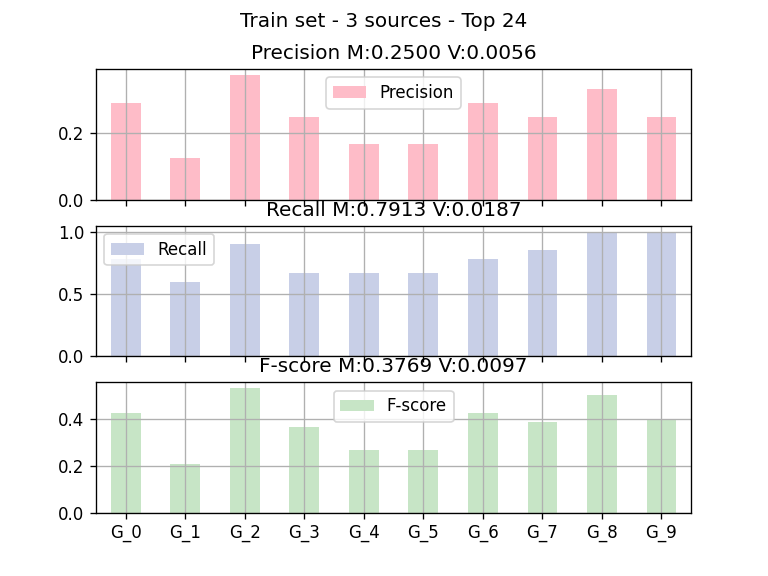 Train set - 3 sources - Top 24
Precision M:0.2500 V:0.0056
Precision
0.2
0.0
Recall M:0.7913 V:0.0187
1.0
Recall
0.5
0.0
F-score M:0.3769 V:0.0097
F-score
0.4
0.2
0.0
G_0 G_1 G_2 G_3 G_4 G_5 G_6 G_7 G_8 G_9